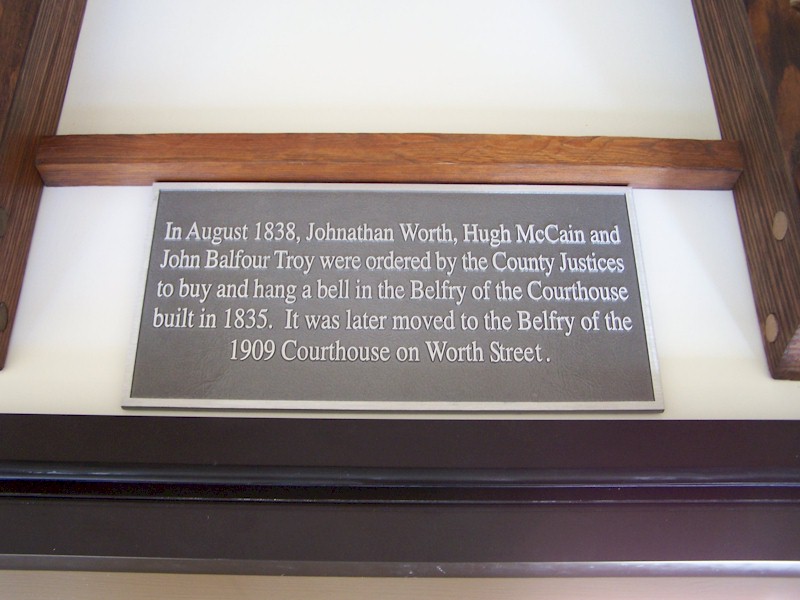 In August 1838, Johnathan Worth, Hugh McCain and
John Balfour Troy were ordered by the County Justices
to buy and hang a bell in the Belfry of the Courthouse
built in 1835. It was later moved to the Belfry of the
1909 Courthouse on Worth Street.